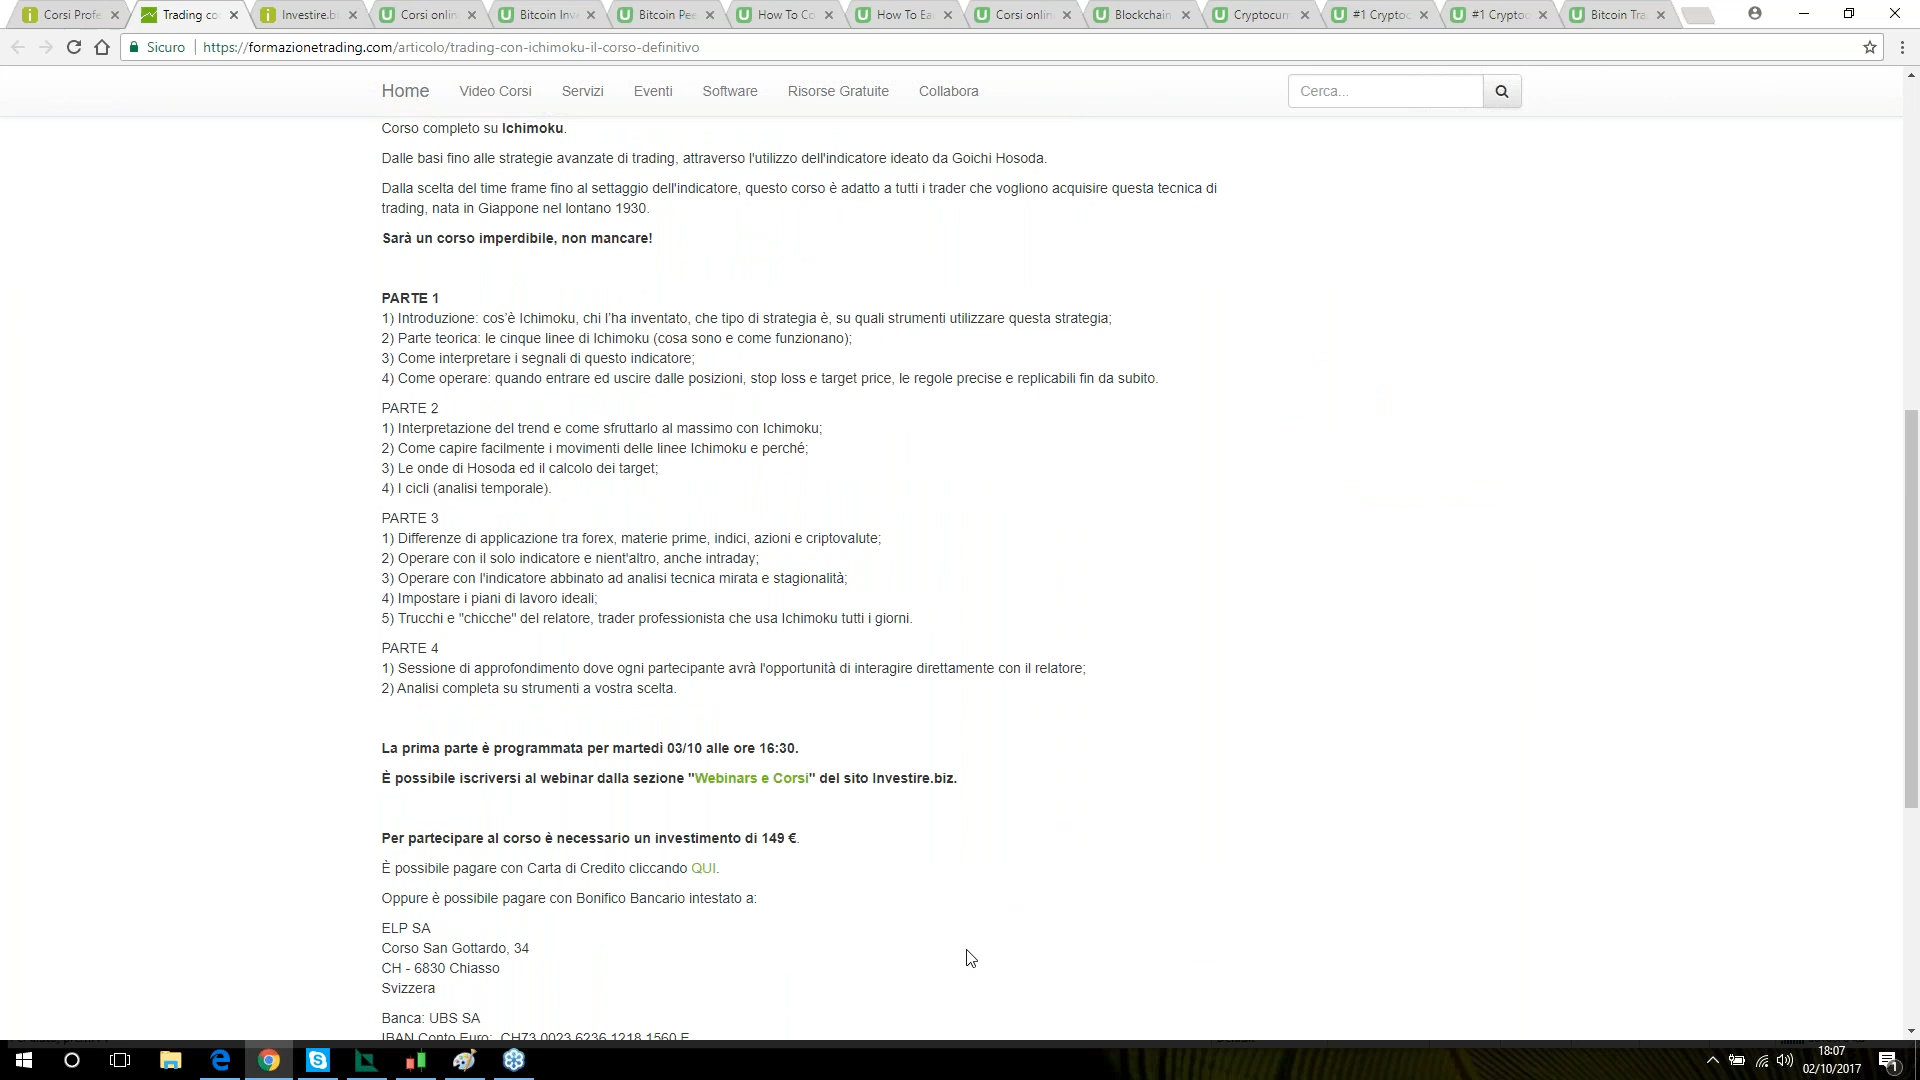 Corsi Profe
Trading co
Investire.bi
Corsi onlin
Bitcoin Inv
Bitcoin Pee
How To Co
How To Ea
Corsi onlin
Blockchain
Cryptocurr
#1 Cryptoc
#1 Cryptoc
Bitcoin Tra
Sicuro
https://formazionetrading.com/articolo/trading-con-ichimoku-il-corso-definitivo
Home Video Corsi Servizi Eventi Software Risorse Gratuite Collabora
Cerca...
Corso completo su Ichimoku.
Dalle basi fino alle strategie avanzate di trading, attraverso l'utilizzo dell'indicatore ideato da Goichi Hosoda.
Dalla scelta del time frame fino al settaggio dell'indicatore, questo corso è adatto a tutti i trader che vogliono acquisire questa tecnica di
trading, nata in Giappone nel lontano 1930.
Sarà un corso imperdibile, non mancare!
PARTE 1
1) Introduzione: cos'è Ichimoku, chi l'ha inventato, che tipo di strategia è, su quali strumenti utilizzare questa strategia;
2) Parte teorica: le cinque linee di Ichimoku (cosa sono e come funzionano);
3) Come interpretare i segnali di questo indicatore;
4) Come operare: quando entrare ed uscire dalle posizioni, stop loss e target price, le regole precise e replicabili fin da subito.
PARTE 2
1) Interpretazione del trend e come sfruttarlo al massimo con Ichimoku;
2) Come capire facilmente i movimenti delle linee Ichimoku e perché;
3) Le onde di Hosoda ed il calcolo dei target;
4) I cicli (analisi temporale).
PARTE 3
1) Differenze di applicazione tra forex, materie prime, indici, azioni e criptovalute;
2) Operare con il solo indicatore e nient'altro, anche intraday;
3) Operare con l'indicatore abbinato ad analisi tecnica mirata e stagionalità;
4) Impostare i piani di lavoro ideali;
5) Trucchi e "chicche" del relatore, trader professionista che usa Ichimoku tutti i giorni.
PARTE 4
1) Sessione di approfondimento dove ogni partecipante avrà l'opportunità di interagire direttamente con il relatore;
2) Analisi completa su strumenti a vostra scelta.
La prima parte è programmata per martedì 03/10 alle ore 16:30.
È possibile iscriversi al webinar dalla sezione "Webinars e Corsi" del sito Investire.biz.
Per partecipare al corso è necessario un investimento di 149 €.
È possibile pagare con Carta di Credito cliccando QUI.
Oppure è possibile pagare con Bonifico Bancario intestato a:
ELP SA
Corso San Gottardo, 34
CH - 6830 Chiasso
Svizzera
Banca: UBS SA
IBAN Conto Euro: CH73 0023 6236 1218 1560 E
18:07
02/10/2017
1